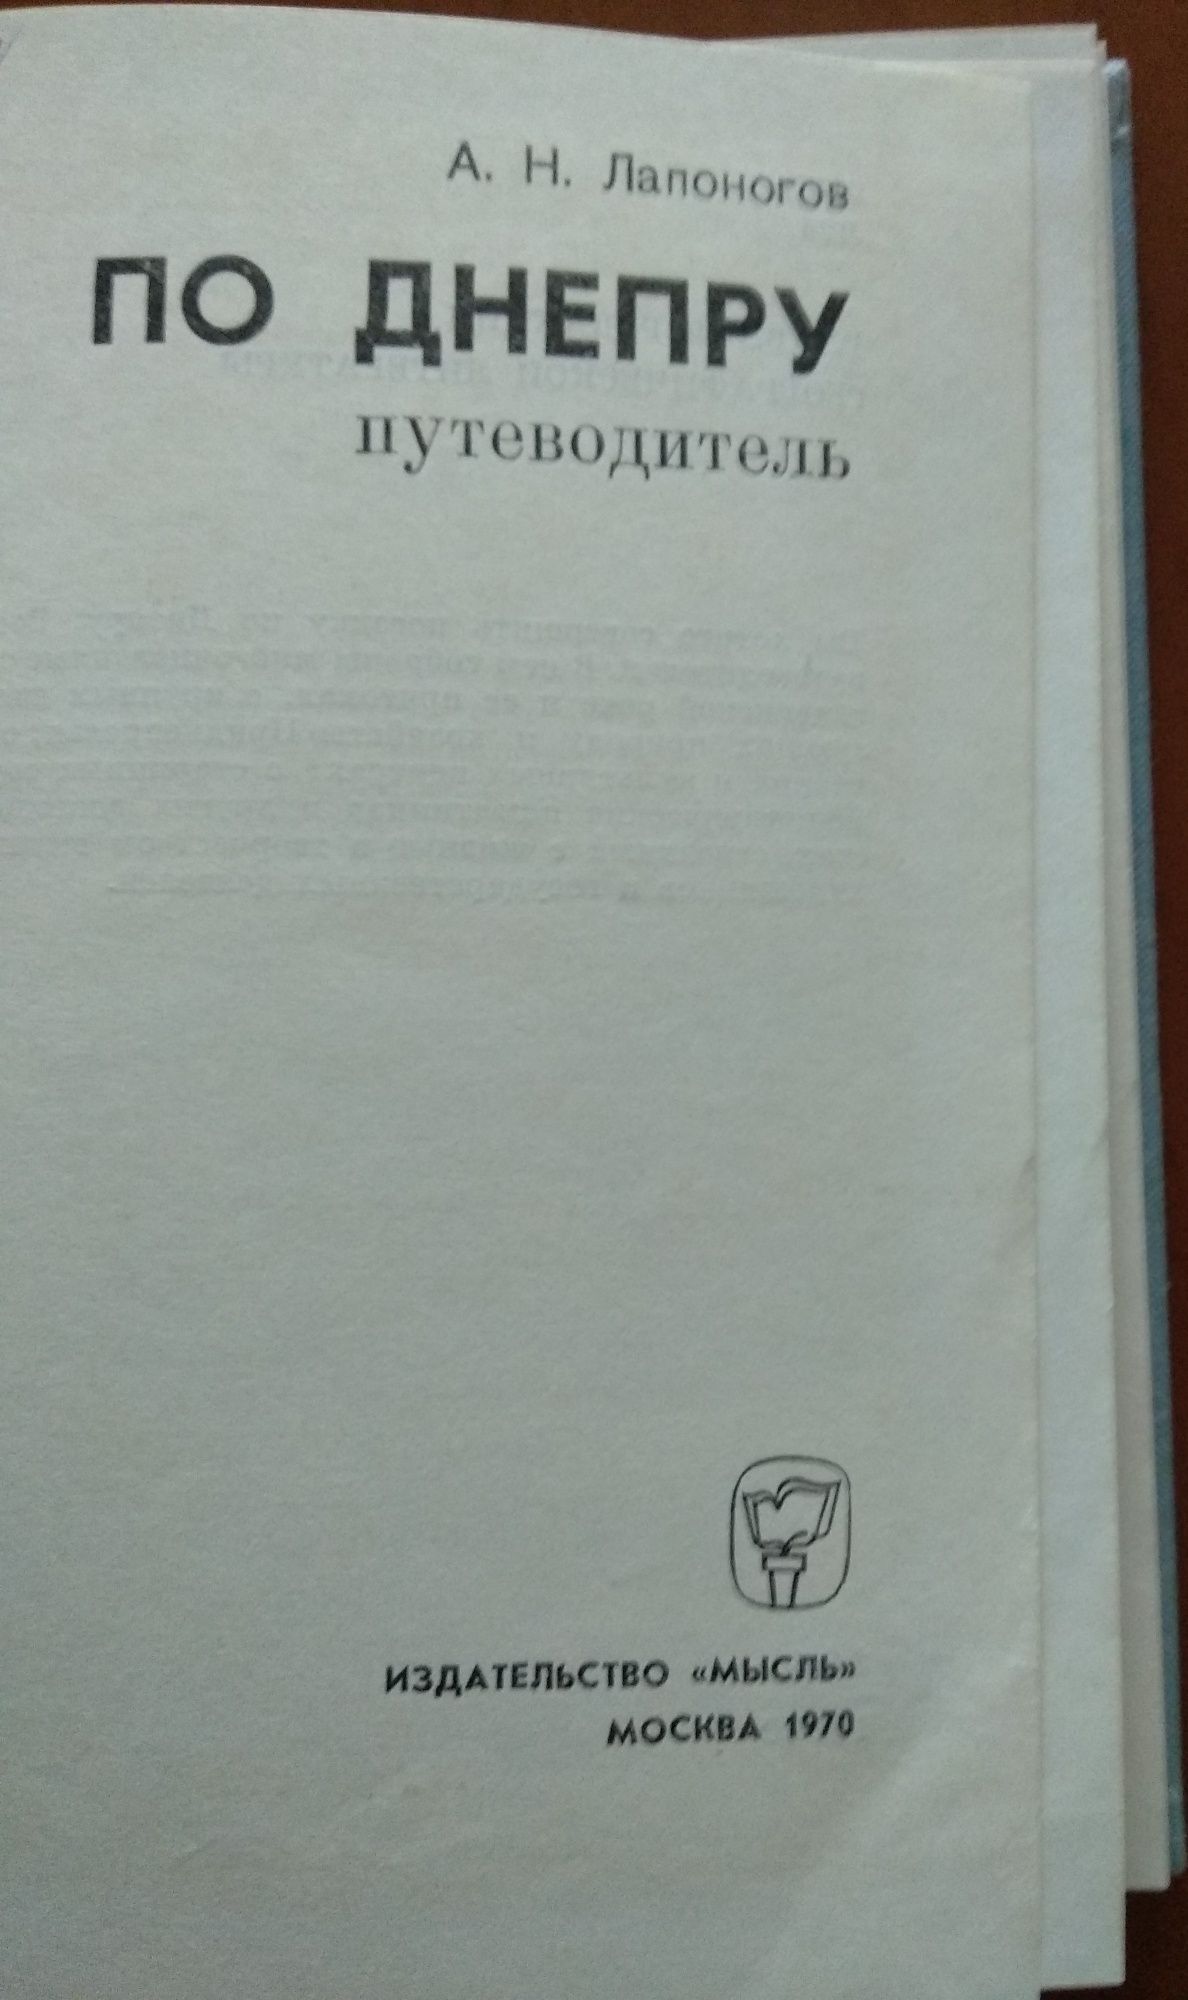 А. Н. Лапоногов
ПО ДНЕПРУ
путеводитель
ИЗДАТЕЛЬСТВО «МЫСЛЬ»
МОСКВА 1970